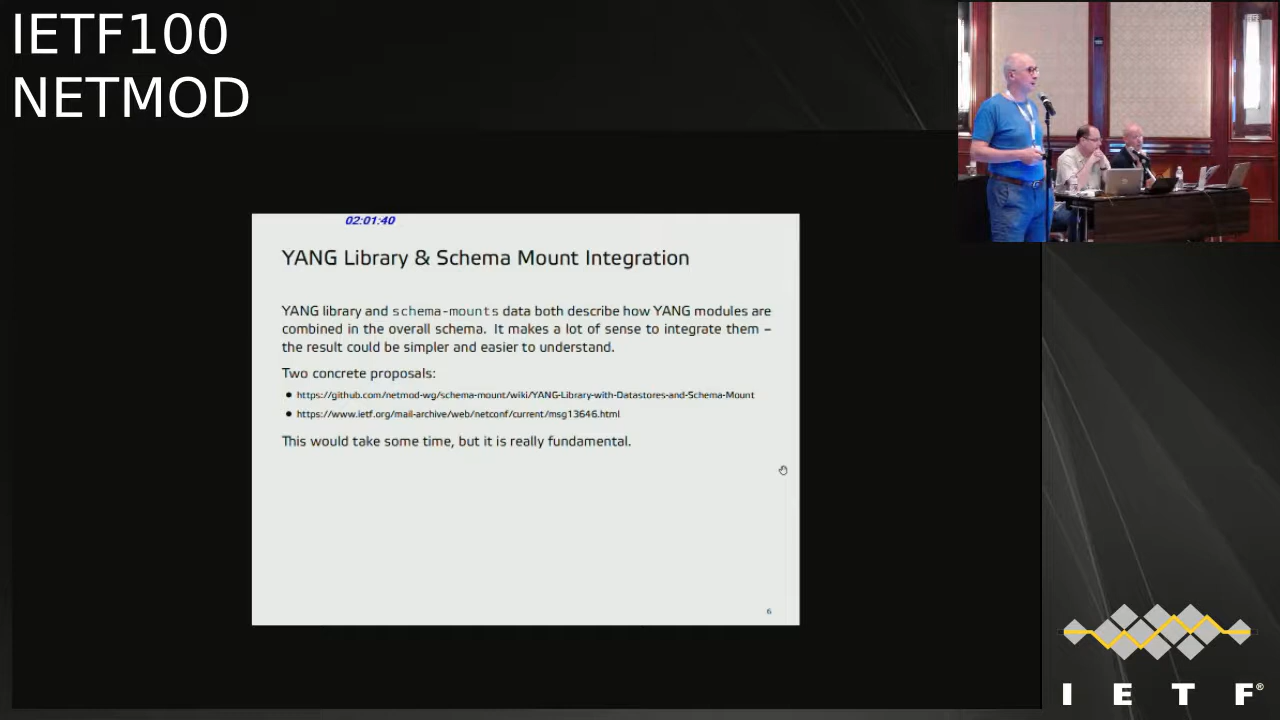 IETF100
NETMOD
02:01:40
YANG Library & Schema Mount Integration
YANG library and schema-mounts data both describe how YANG modules are
combined in the overall schema. It makes a lot of sense to integrate them –
the result could be simpler and easier to understand.
Two concrete proposals:
• https://github.com/netmod-wg/schema-mount/wiki/YANG-Library-with-Datastores-and-Schema-Mount
• https://www.ietf.org/mail-archive/web/netconf/current/msg13646.html
This would take some time, but it is really fundamental.
6
I E T F®